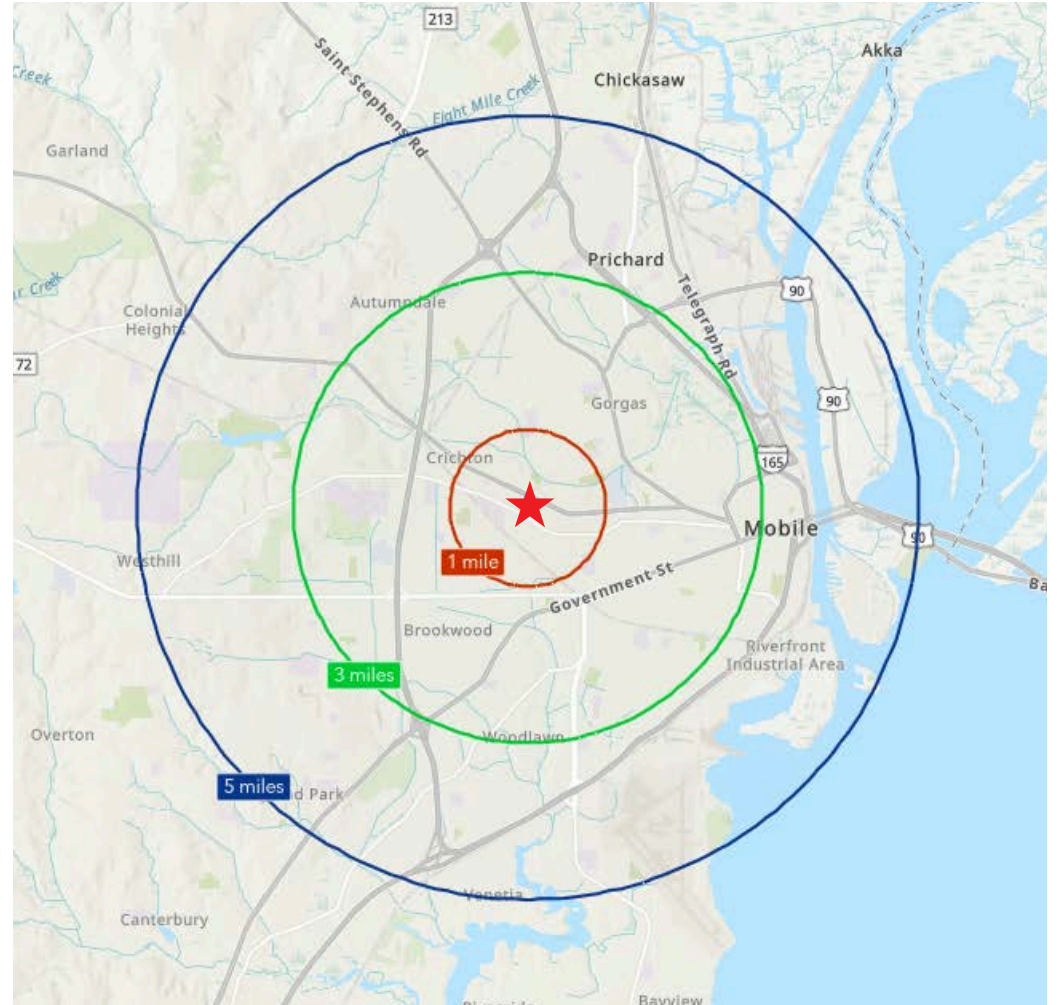 213
Akka
Saint-Stephens Rd
Chickasaw
Creek
Eight Mile Creek
Garland
Prichard
Creek
Telegraph Rd
90
Autumndale
Colonial
Heights
72
90
Gorgas
Crichton
165
Mobile
90
1 mile
Westhill
Government St
Brookwood
Riverfront
Industrial Area
3 miles
Overton
Woodlawn
5 miles
d Park
Venetia
Canterbury
Bayview